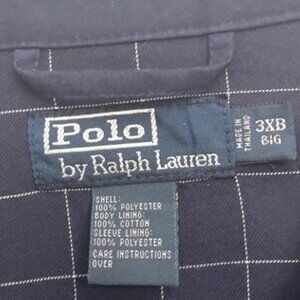 Polo
by Ralph Lauren
MADE IN
THAILAND
3XB
BIG
SHELL:
100% POLYESTER
BODY LINING:
100% COTTON
SLEEVE LINING:
100% POLYESTER
CARE INSTRUCTIONS
OVER